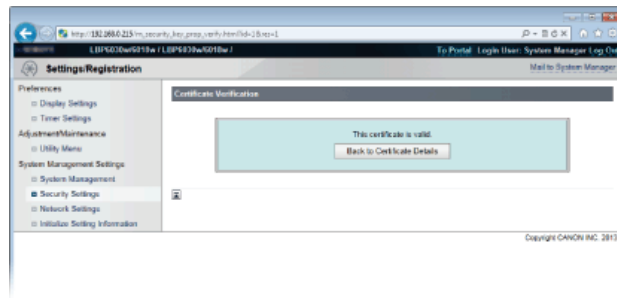 http://192.168.0.215/m_security_key_prop_verify.html?id=1&res=1
LBP6030w/6018w / LBP6030w/6018w /
To Portal Login User: System Manager Log Out
Settings/Registration
Mail to System Manager
Preferences
Display Settings
Timer Settings
Adjustment/Maintenance
Utility Menu
System Management Settings
System Management
Security Settings
Network Settings
Initialize Setting Information
Certificate Verification
This certificate is valid.
Back to Certificate Details
Copyright CANON INC. 2013